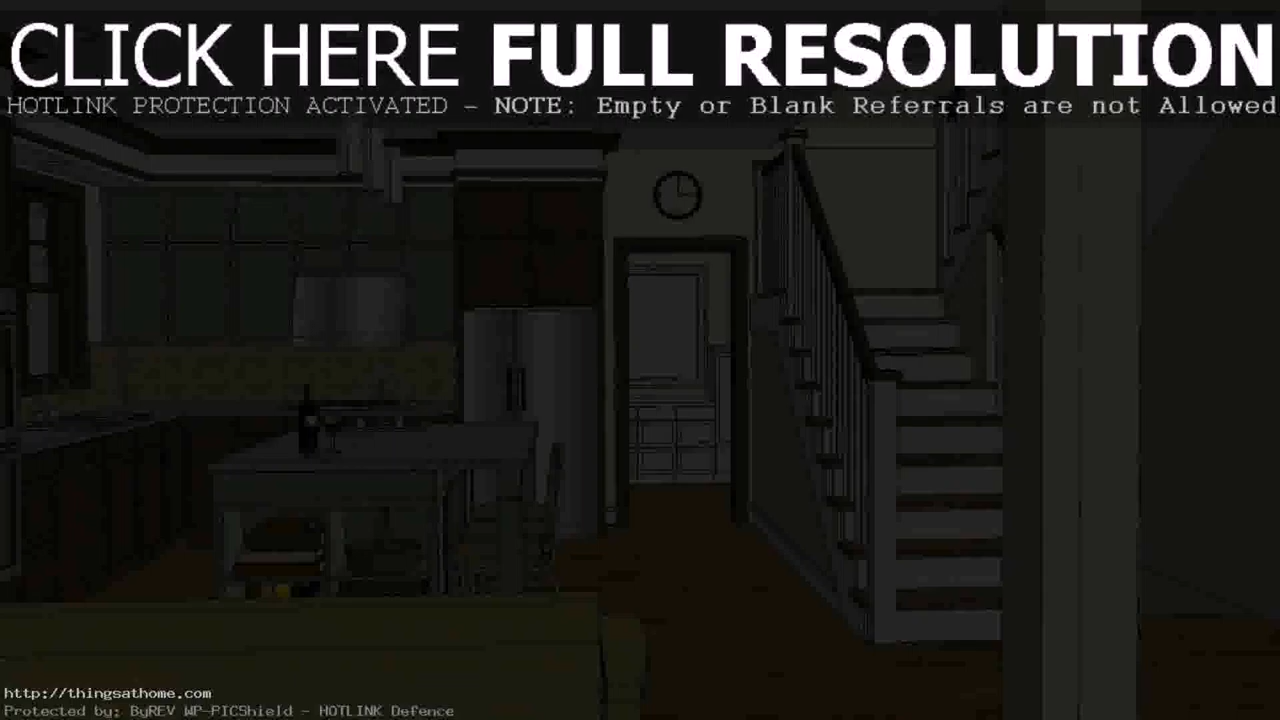 CLICK HERE FULL RESOLUTION
HOTLINK PROTECTION ACTIVATED - NOTE: Empty or Blank Referrals are not Allowed
http://thingsathome.com
Protected by: ByREV WP-PICShield - HOTLINK Defence